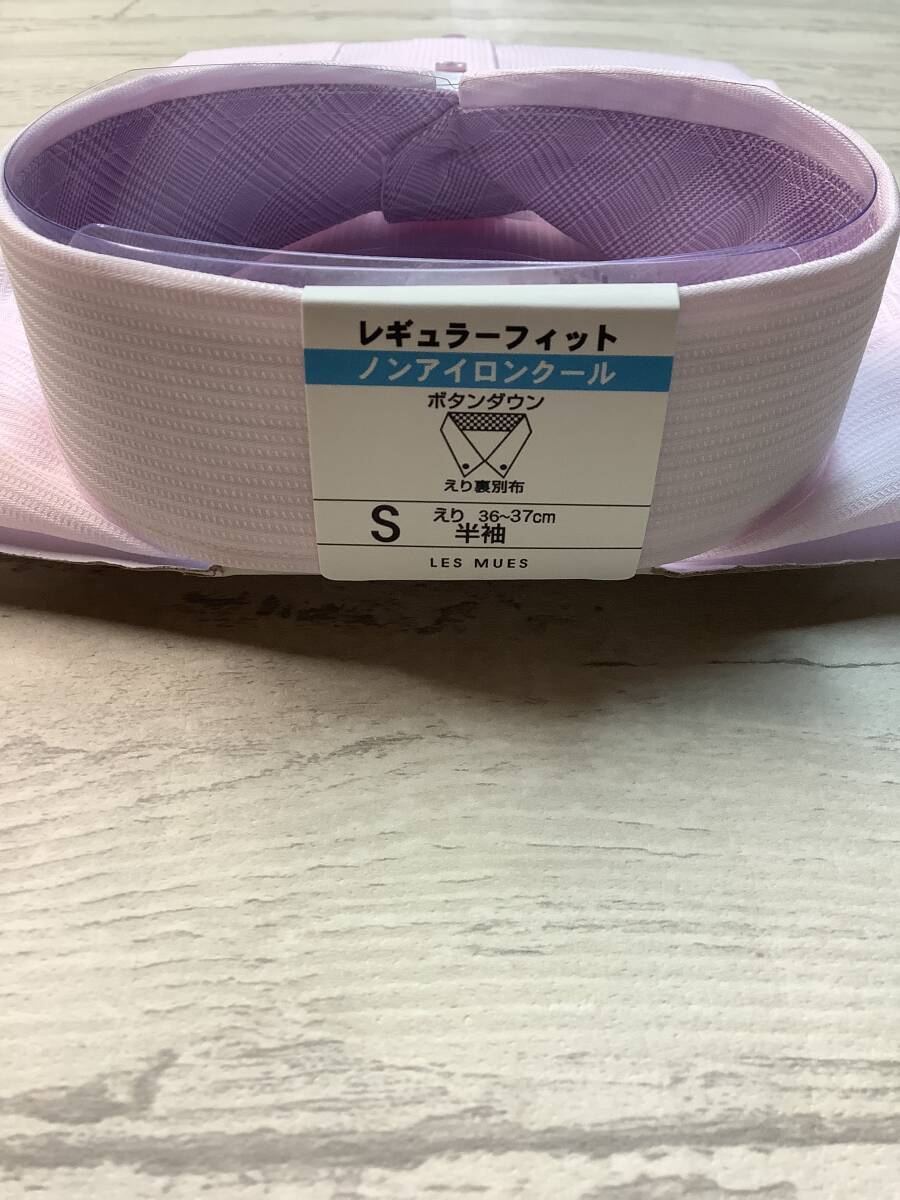 レギュラーフィット
ノンアイロンクール
ボタンダウン
えり裏別布
S えり 36~37cm
半袖
LES MUES